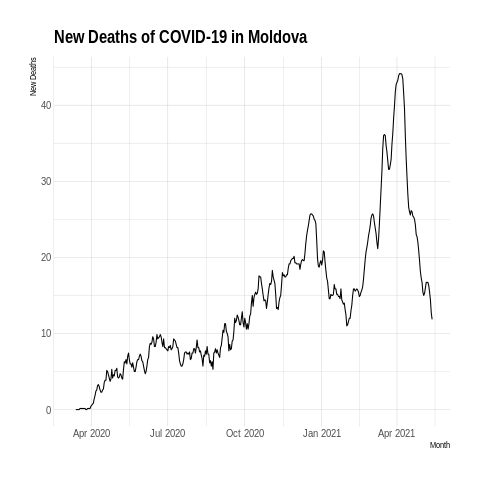 New Deaths of COVID-19 in Moldova
New Deaths
40
30
20
10
0
Apr 2020 Jul 2020 Oct 2020 Jan 2021 Apr 2021
Month